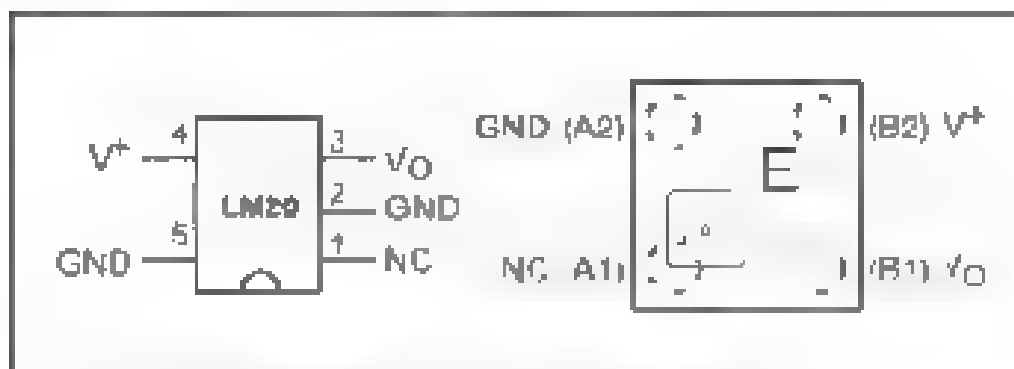 V+ 4 3 VO
LM20
2 GND
GND 5 1 NC
GND (A2) (B2) V+
E
NC A1) (B1) VO